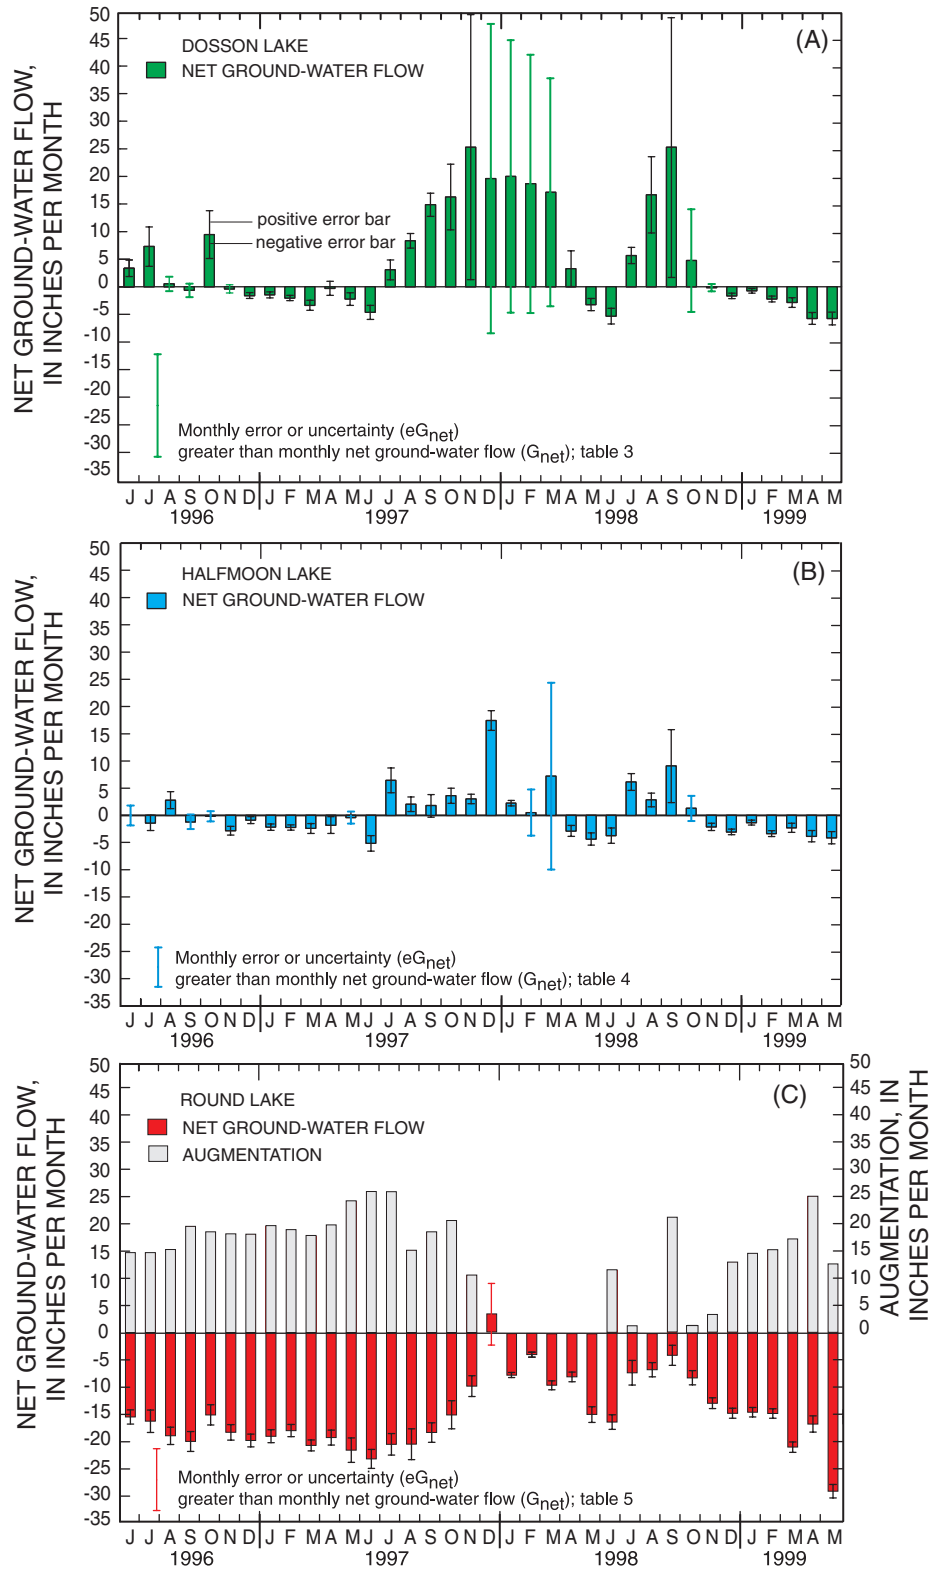 NET GROUND-WATER FLOW,
IN INCHES PER MONTH
50
45
40
35
30
25
20
15
10
5
0
-5
-10
-15
-20
-25
-30
-35
(A)
DOSSON LAKE
NET GROUND-WATER FLOW
positive error bar
negative error bar
Monthly error or uncertainty (eGnet)
greater than monthly net ground-water flow (Gnet); table 3
J J A S O N D J F M A M J J A S O N D J F M A M J J A S O N D J F M A M
1996 1997 1998 1999
NET GROUND-WATER FLOW,
IN INCHES PER MONTH
50
45
40
35
30
25
20
15
10
5
0
-5
-10
-15
-20
-25
-30
-35
(B)
HALFMOON LAKE
NET GROUND-WATER FLOW
Monthly error or uncertainty (eGnet)
greater than monthly net ground-water flow (Gnet); table 4
J J A S O N D J F M A M J J A S O N D J F M A M J J A S O N D J F M A M
1996 1997 1998 1999
NET GROUND-WATER FLOW,
IN INCHES PER MONTH
50
45
40
35
30
25
20
15
10
5
0
-5
-10
-15
-20
-25
-30
-35
(C)
ROUND LAKE
NET GROUND-WATER FLOW
AUGMENTATION
Monthly error or uncertainty (eGnet)
greater than monthly net ground-water flow (Gnet); table 5
50
45
40
35
30
25
20
15
10
5
0
AUGMENTATION, IN
INCHES PER MONTH
J J A S O N D J F M A M J J A S O N D J F M A M J J A S O N D J F M A M
1996 1997 1998 1999